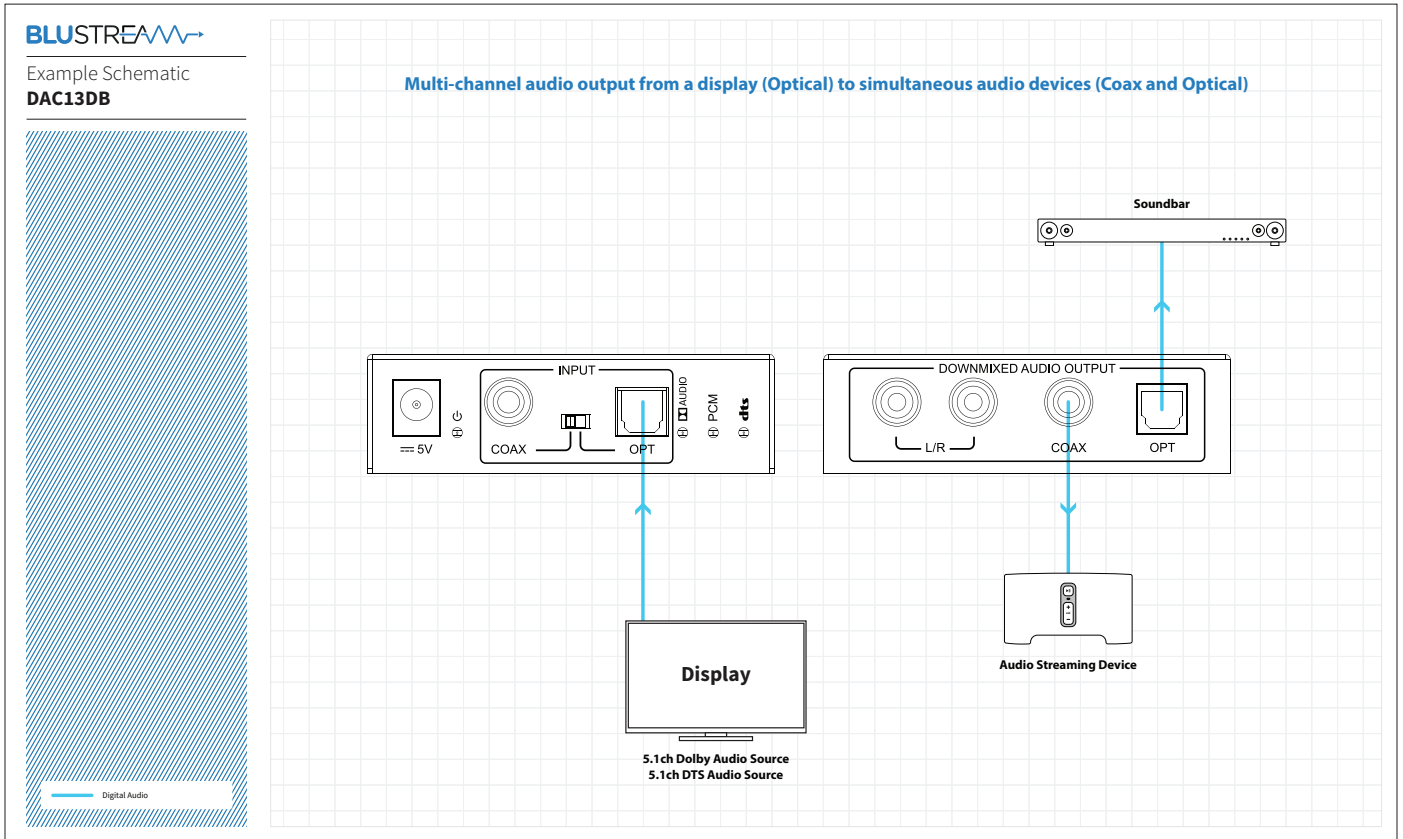 BLUSTREAM
Example Schematic
DAC13DB
Multi-channel audio output from a display (Optical) to simultaneous audio devices (Coax and Optical)
Soundbar
INPUT
COAX
OPT
5V
AUDIO
PCM
dts
DOWNMIXED AUDIO OUTPUT
L/R
COAX
OPT
Display
5.1ch Dolby Audio Source
5.1ch DTS Audio Source
Audio Streaming Device
Digital Audio